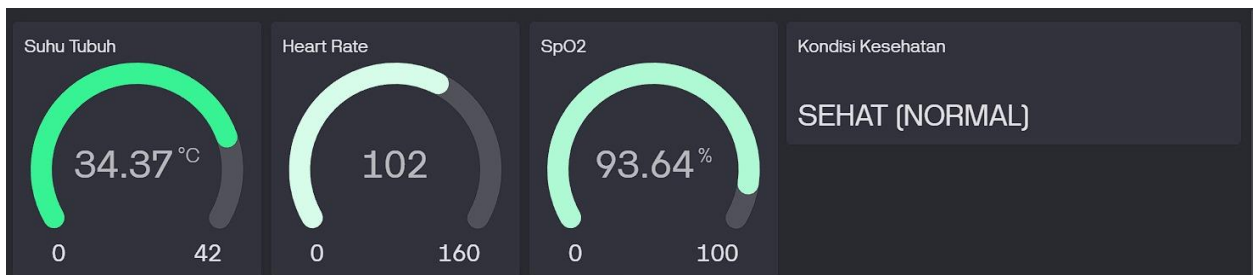 Suhu Tubuh
34.37 °C
0 42
Heart Rate
102
0 160
SpO2
93.64 %
0 100
Kondisi Kesehatan
SEHAT (NORMAL)